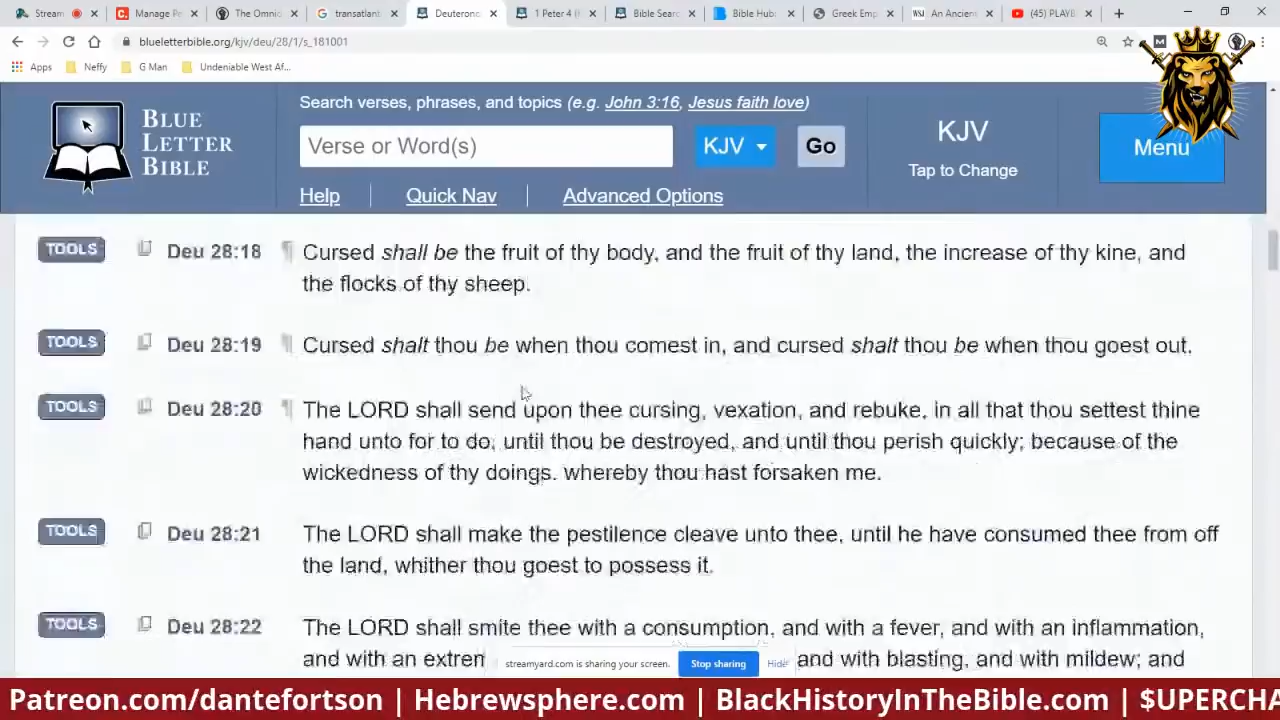 Stream
Manage Pe
The Omnic
transatlant
Deuterono
1 Peter 4 (
Bible Searc
Bible Hub
Greek Emp
An Ancien
(45) PLAYB
blueletterbible.org/kjv/deu/28/1/s_181001
Apps
Neffy
G Man
Undeniable West Af...
BLUE
LETTER
BIBLE
Search verses, phrases, and topics (e.g. John 3:16, Jesus faith love)
Verse or Word(s)
KJV
Go
Help
Quick Nav
Advanced Options
KJV
Tap to Change
Menu
TOOLS Deu 28:18 ¶ Cursed shall be the fruit of thy body, and the fruit of thy land, the increase of thy kine, and
the flocks of thy sheep.
TOOLS Deu 28:19 ¶ Cursed shalt thou be when thou comest in, and cursed shalt thou be when thou goest out.
TOOLS Deu 28:20 ¶ The LORD shall send upon thee cursing, vexation, and rebuke, in all that thou settest thine
hand unto for to do, until thou be destroyed, and until thou perish quickly; because of the
wickedness of thy doings. whereby thou hast forsaken me.
TOOLS Deu 28:21 The LORD shall make the pestilence cleave unto thee, until he have consumed thee from off
the land, whither thou goest to possess it.
TOOLS Deu 28:22 The LORD shall smite thee with a consumption, and with a fever, and with an inflammation,
and with an extrem and with blasting, and with mildew; and
streamyard.com is sharing your screen.
Stop sharing
Hide
Patreon.com/dantefortson | Hebrewsphere.com | BlackHistoryInTheBible.com | $UPERCHA